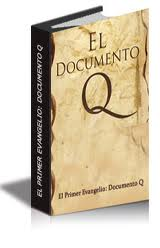 EL
DOCUMENTO
Q
El Primer Evangelio: Documento Q
EL PRIMER EVANGELIO: DOCUMENTO Q